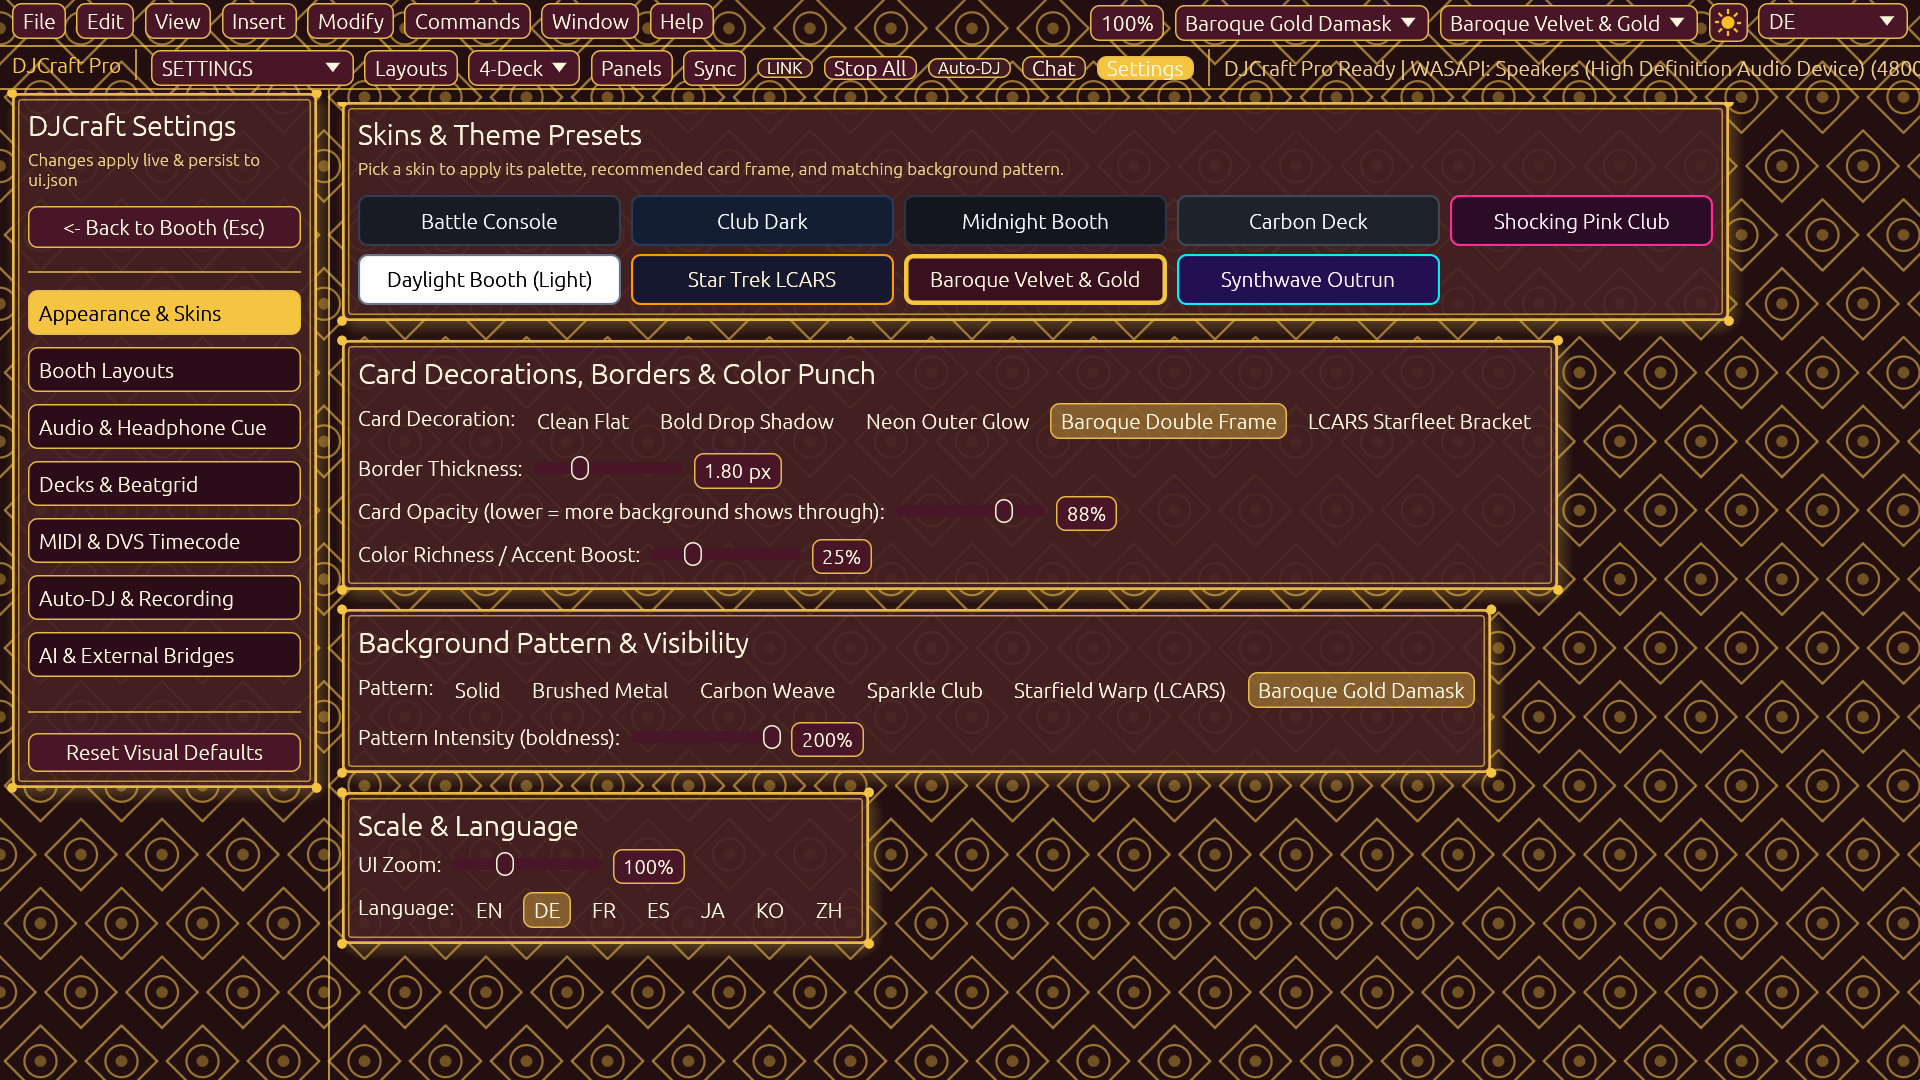 File Edit View Insert Modify Commands Window Help 100% Baroque Gold Damask Baroque Velvet & Gold DE
DJCraft Pro SETTINGS Layouts 4-Deck Panels Sync LINK Stop All Auto-DJ Chat Settings DJCraft Pro Ready | WASAPI: Speakers (High Definition Audio Device) (4800
DJCraft Settings
Changes apply live & persist to
ui.json
<- Back to Booth (Esc)
Appearance & Skins
Booth Layouts
Audio & Headphone Cue
Decks & Beatgrid
MIDI & DVS Timecode
Auto-DJ & Recording
AI & External Bridges
Reset Visual Defaults
Skins & Theme Presets
Pick a skin to apply its palette, recommended card frame, and matching background pattern.
Battle Console Club Dark Midnight Booth Carbon Deck Shocking Pink Club
Daylight Booth (Light) Star Trek LCARS Baroque Velvet & Gold Synthwave Outrun
Card Decorations, Borders & Color Punch
Card Decoration: Clean Flat Bold Drop Shadow Neon Outer Glow Baroque Double Frame LCARS Starfleet Bracket
Border Thickness: 1.80 px
Card Opacity (lower = more background shows through): 88%
Color Richness / Accent Boost: 25%
Background Pattern & Visibility
Pattern: Solid Brushed Metal Carbon Weave Sparkle Club Starfield Warp (LCARS) Baroque Gold Damask
Pattern Intensity (boldness): 200%
Scale & Language
UI Zoom: 100%
Language: EN DE FR ES JA KO ZH